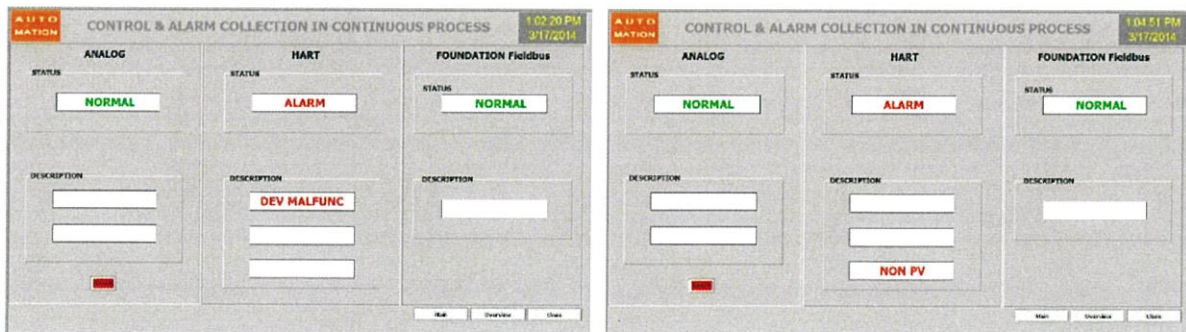 AUTO
MATION
CONTROL & ALARM COLLECTION IN CONTINUOUS PROCESS
1:02:20 PM
3/17/2014
ANALOG
HART
FOUNDATION Fieldbus
STATUS
STATUS
STATUS
NORMAL
ALARM
NORMAL
DESCRIPTION
DESCRIPTION
DESCRIPTION
DEV MALFUNC
Main
Overview
Close
AUTO
MATION
CONTROL & ALARM COLLECTION IN CONTINUOUS PROCESS
1:04:51 PM
3/17/2014
ANALOG
HART
FOUNDATION Fieldbus
STATUS
STATUS
STATUS
NORMAL
ALARM
NORMAL
DESCRIPTION
DESCRIPTION
DESCRIPTION
NON PV
Main
Overview
Close